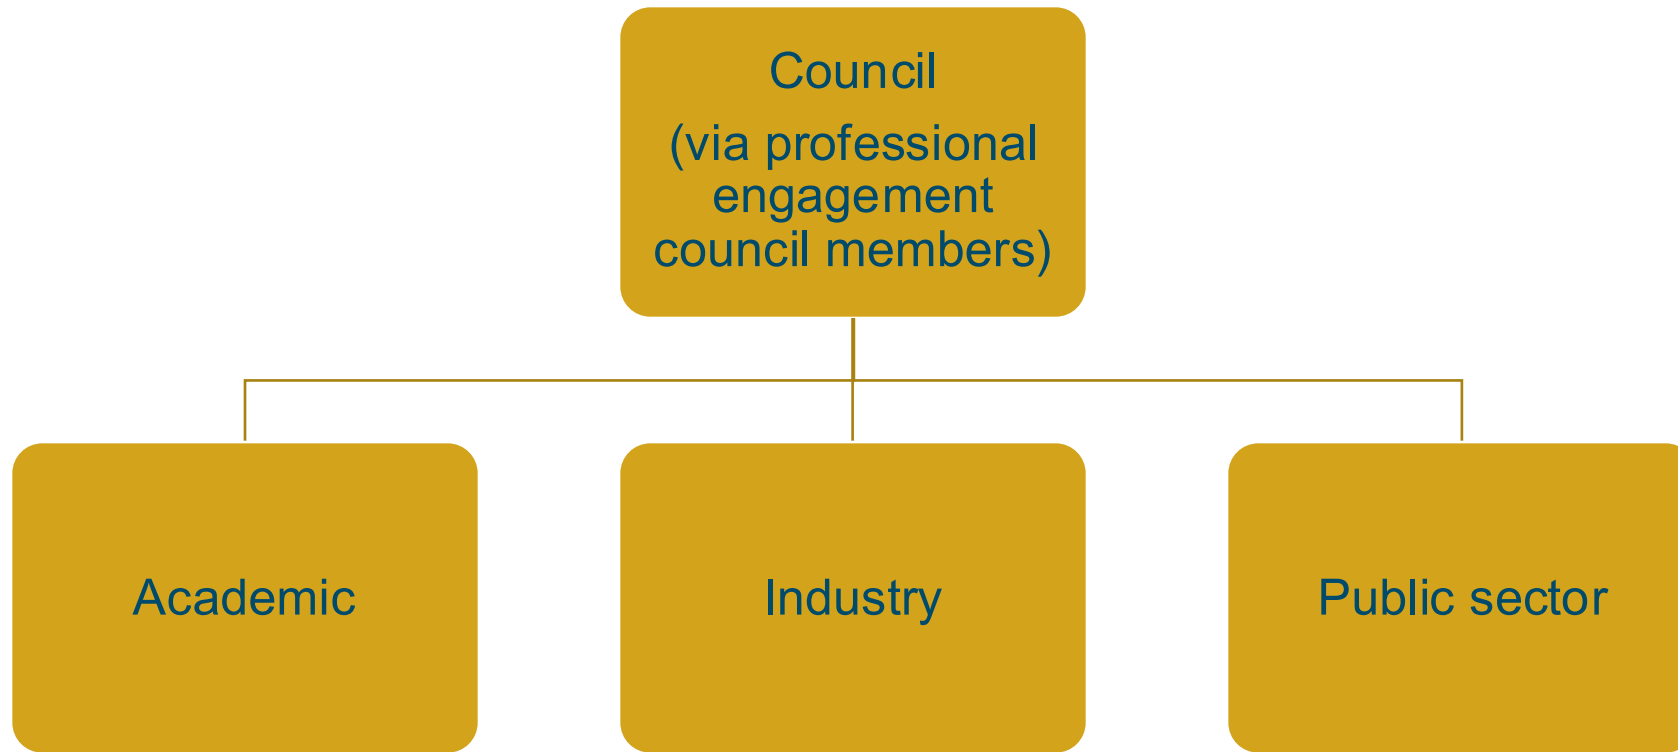 Council
(via professional
engagement
council members)
Academic
Industry
Public sector